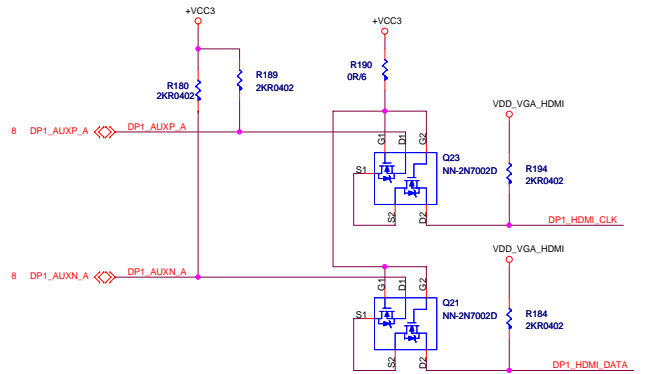 +VCC3
+VCC3
R180
2KR0402
R189
2KR0402
R190
0R/6
VDD_VGA_HDMI
8 DP1_AUXP_A
DP1_AUXP_A
G1
D1
G2
S1
S2
D2
Q23
NN-2N7002D
R194
2KR0402
DP1_HDMI_CLK
VDD_VGA_HDMI
8 DP1_AUXN_A
DP1_AUXN_A
G1
D1
G2
S1
S2
D2
Q21
NN-2N7002D
R184
2KR0402
DP1_HDMI_DATA